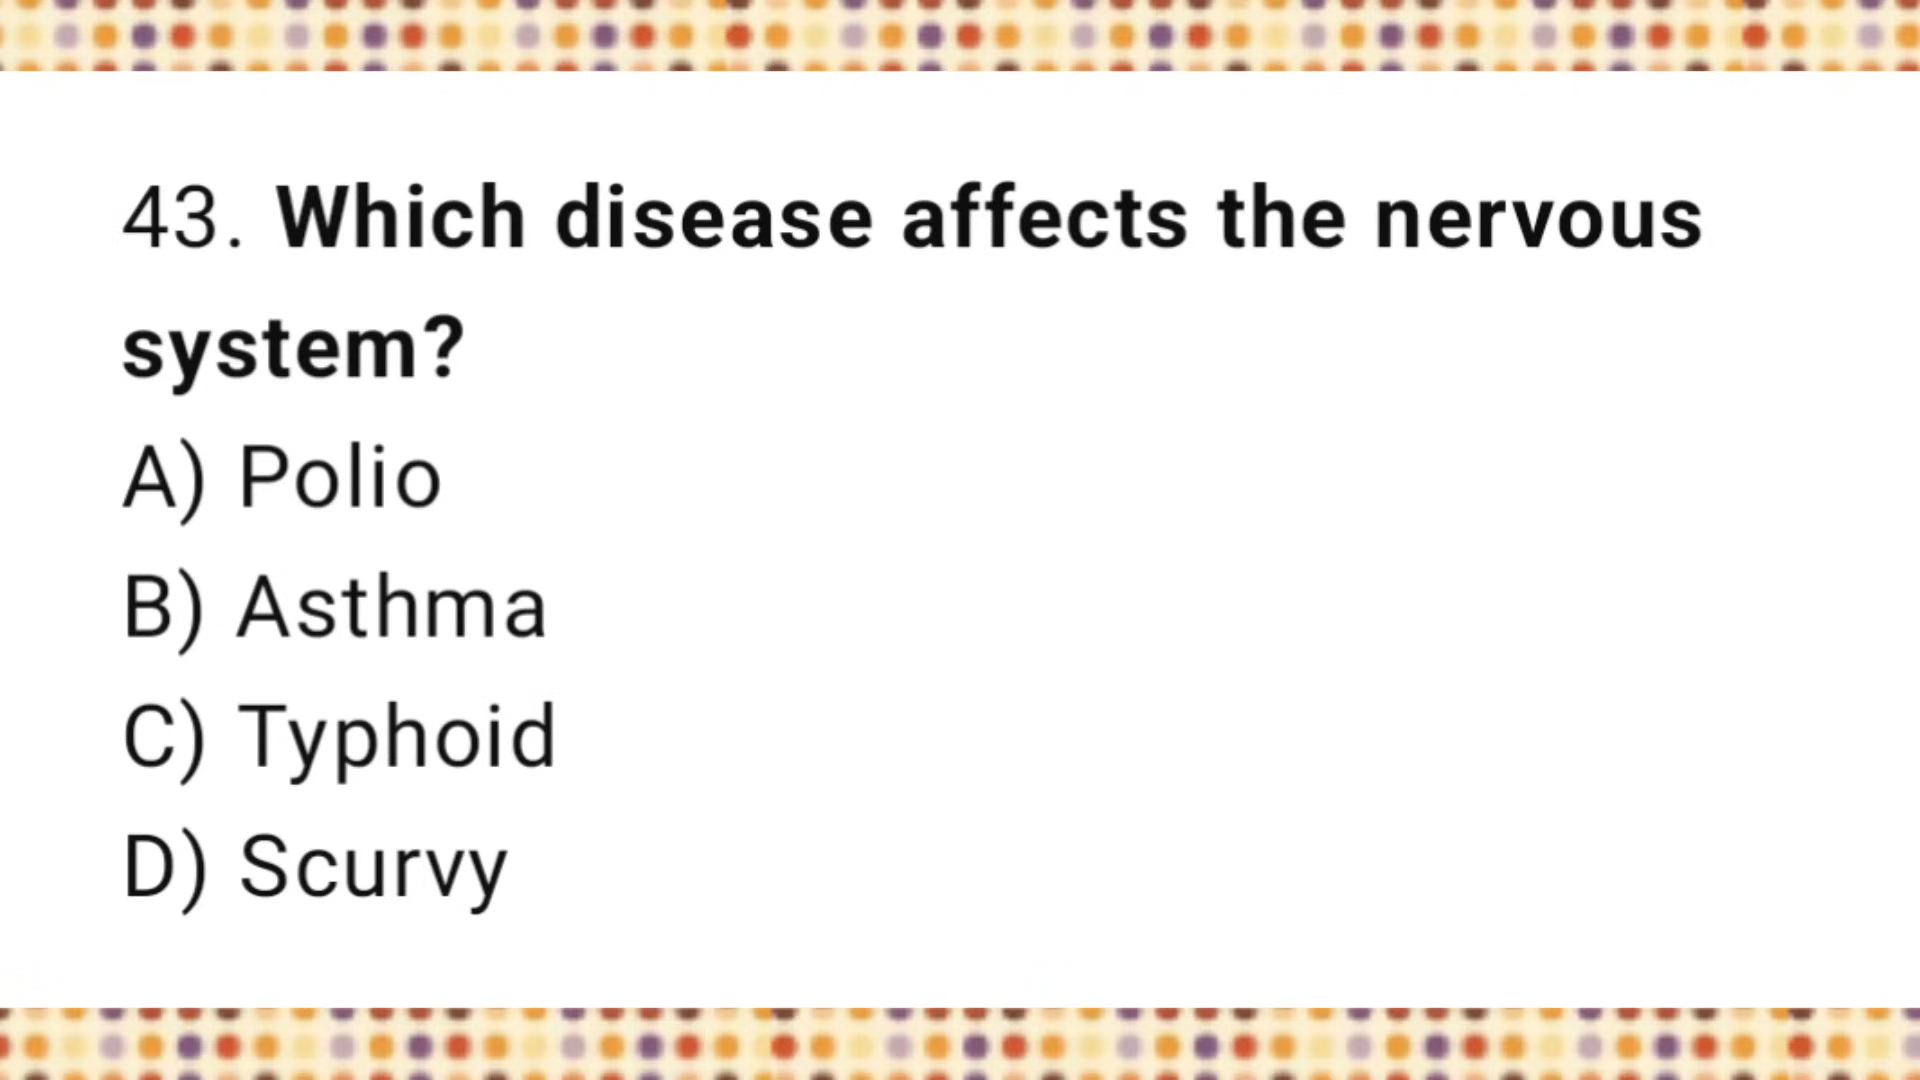 43. Which disease affects the nervous
system?
A) Polio
B) Asthma
C) Typhoid
D) Scurvy